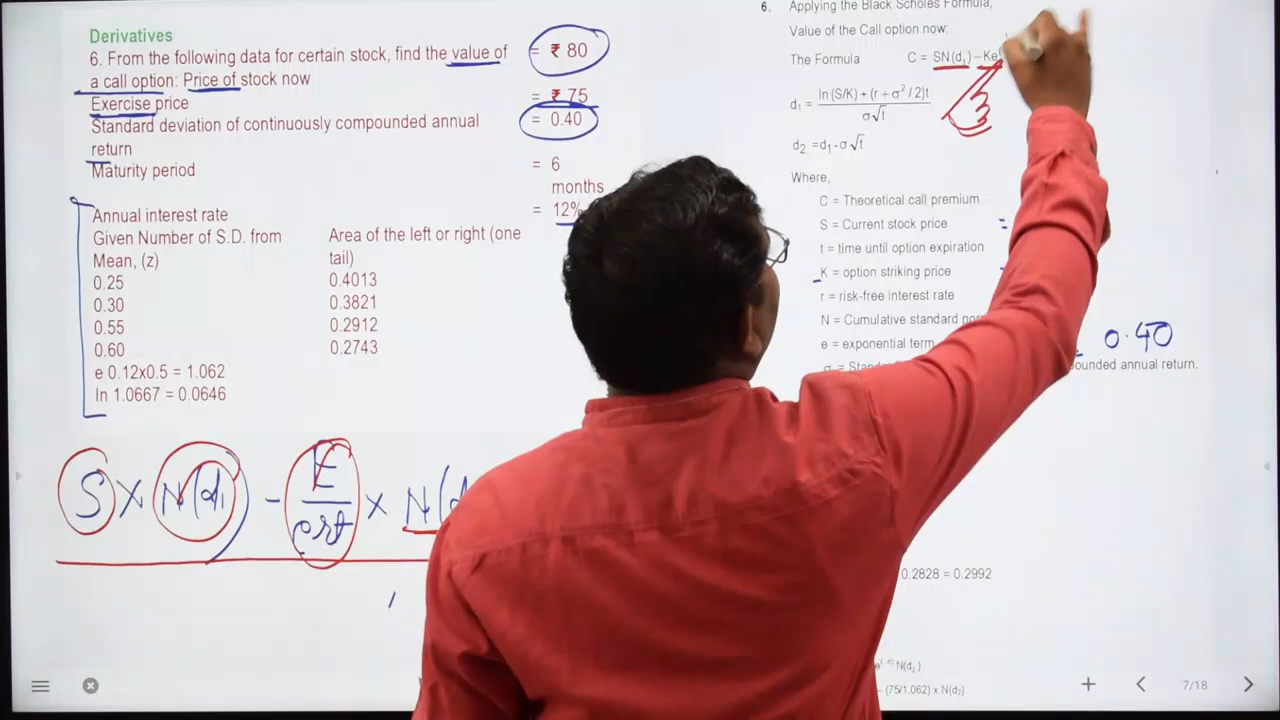 Derivatives
6. From the following data for certain stock, find the value of
a call option: Price of stock now = ₹ 80
Exercise price = ₹ 75
Standard deviation of continuously compounded annual = 0.40
return
Maturity period = 6
months
Annual interest rate = 12%
Given Number of S.D. from Area of the left or right (one
Mean, (z) tail)
0.25 0.4013
0.30 0.3821
0.55 0.2912
0.60 0.2743
e 0.12x0.5 = 1.062
ln 1.0667 = 0.0646
S × N(d1) - E/ert × N(
6. Applying the Black Scholes Formula,
Value of the Call option now:
The Formula C = SN(d₁) – Ke
d₁ = ln (S/K) + (r + σ² / 2)t
σ√t
d₂ = d₁ - σ√t
Where,
C = Theoretical call premium
S = Current stock price =
t = time until option expiration
K = option striking price
r = risk-free interest rate
N = Cumulative standard
e = exponential term
0.40
σ = ounded annual return.
0.2828 = 0.2992
N(d₂)
– (75/1.062) x N(d₂)
7/18